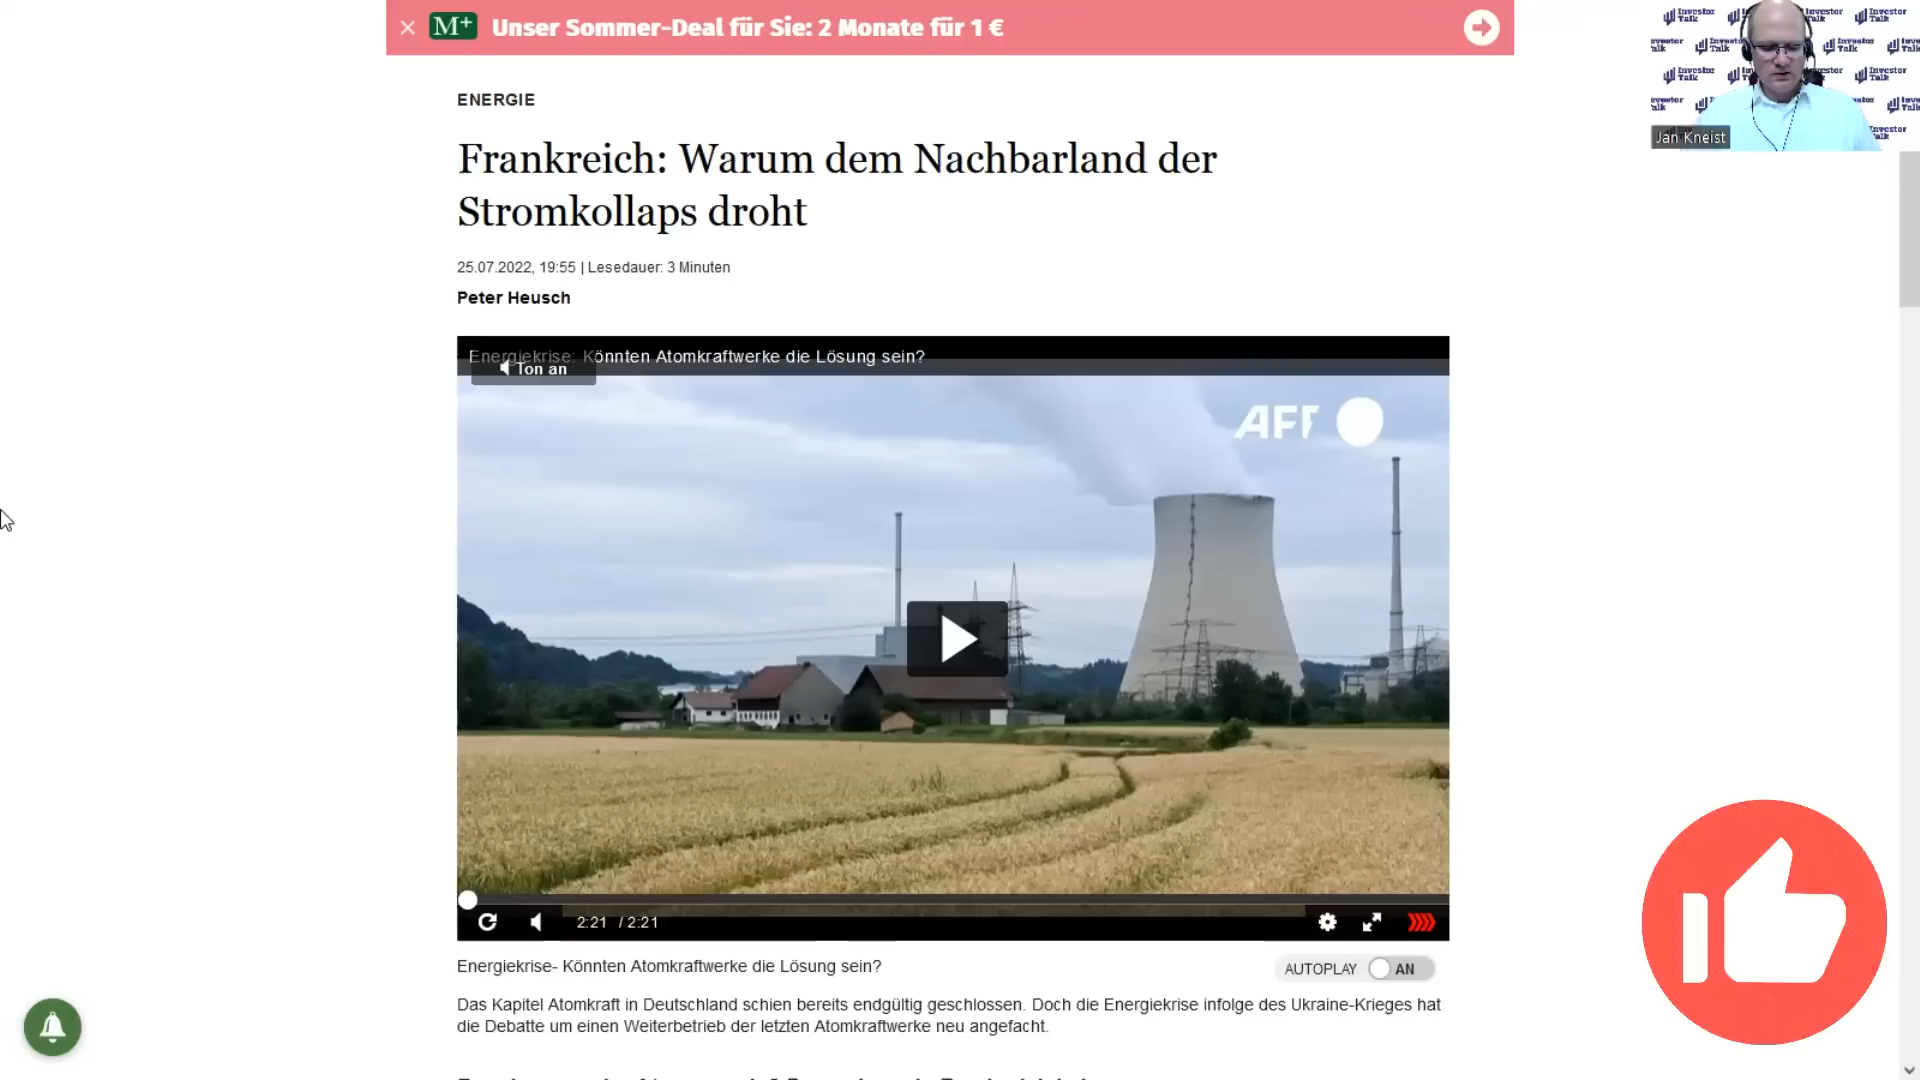 M+ Unser Sommer-Deal für Sie: 2 Monate für 1 €
Investor Talk
Jan Kneist
ENERGIE
Frankreich: Warum dem Nachbarland der
Stromkollaps droht
25.07.2022, 19:55 | Lesedauer: 3 Minuten
Peter Heusch
Energiekrise: Könnten Atomkraftwerke die Lösung sein?
Ton an
2:21 / 2:21
Energiekrise- Könnten Atomkraftwerke die Lösung sein?
AUTOPLAY AN
Das Kapitel Atomkraft in Deutschland schien bereits endgültig geschlossen. Doch die Energiekrise infolge des Ukraine-Krieges hat
die Debatte um einen Weiterbetrieb der letzten Atomkraftwerke neu angefacht.